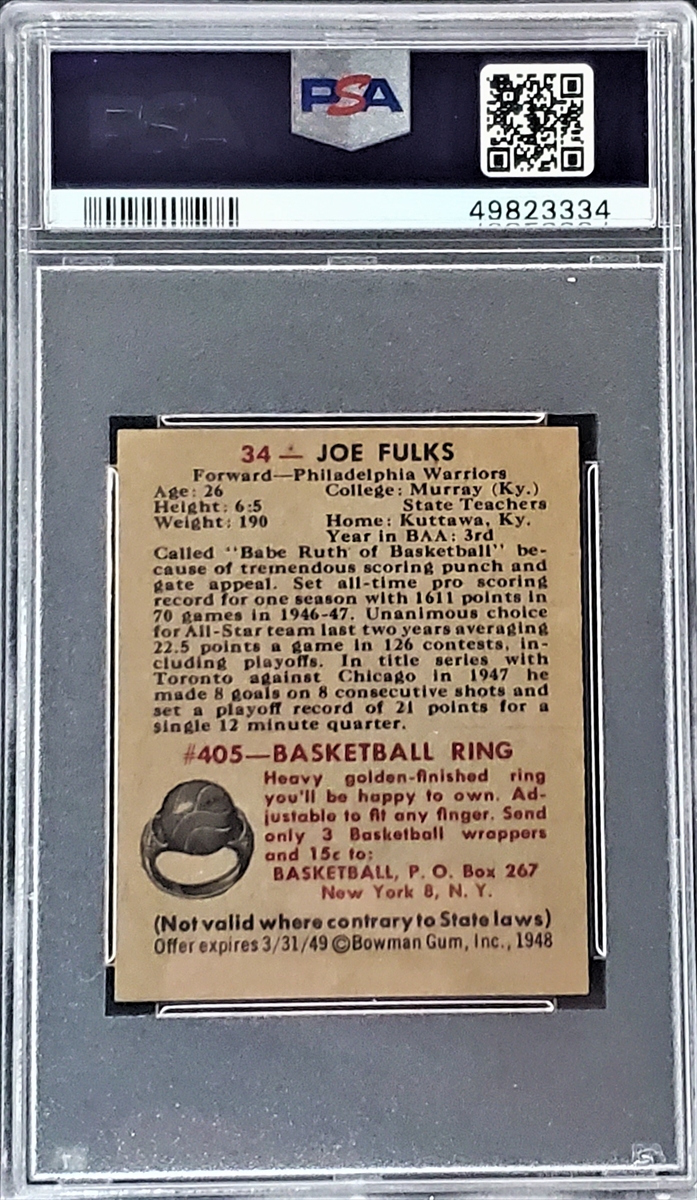 PSA
49823334
34 — JOE FULKS
Forward—Philadelphia Warriors
Age: 26 College: Murray (Ky.)
Height: 6:5 State Teachers
Weight: 190 Home: Kuttawa, Ky.
Year in BAA: 3rd
Called "Babe Ruth of Basketball" be-
cause of tremendous scoring punch and
gate appeal. Set all-time pro scoring
record for one season with 1611 points in
70 games in 1946-47. Unanimous choice
for All-Star team last two years averaging
22.5 points a game in 126 contests, in-
cluding playoffs. In title series with
Toronto against Chicago in 1947 he
made 8 goals on 8 consecutive shots and
set a playoff record of 21 points for a
single 12 minute quarter.
#405—BASKETBALL RING
Heavy golden-finished ring
you'll be happy to own. Ad-
justable to fit any finger. Send
only 3 Basketball wrappers
and 15c to:
BASKETBALL, P. O. Box 267
New York 8, N. Y.
(Not valid where contrary to State laws)
Offer expires 3/31/49 ©Bowman Gum, Inc., 1948